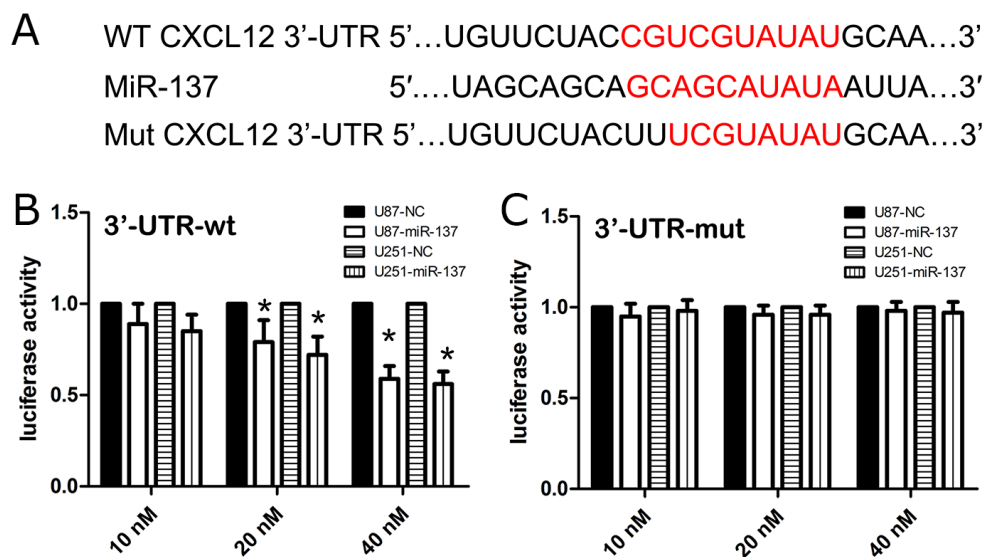 A
WT CXCL12 3’-UTR 5’...UGUUCUACCGUCGUAUAUGCAA...3’
MiR-137 5′....UAGCAGCAGCAGCAUAUAAUUA...3′
Mut CXCL12 3’-UTR 5’...UGUUCUACUUUCGUAUAUGCAA...3’
B
3’-UTR-wt
U87-NC
U87-miR-137
U251-NC
U251-miR-137
luciferase activity
1.5
1.0
0.5
0.0
* * * *
10 nM
20 nM
40 nM
C
3’-UTR-mut
U87-NC
U87-miR-137
U251-NC
U251-miR-137
luciferase activity
1.5
1.0
0.5
0.0
10 nM
20 nM
40 nM